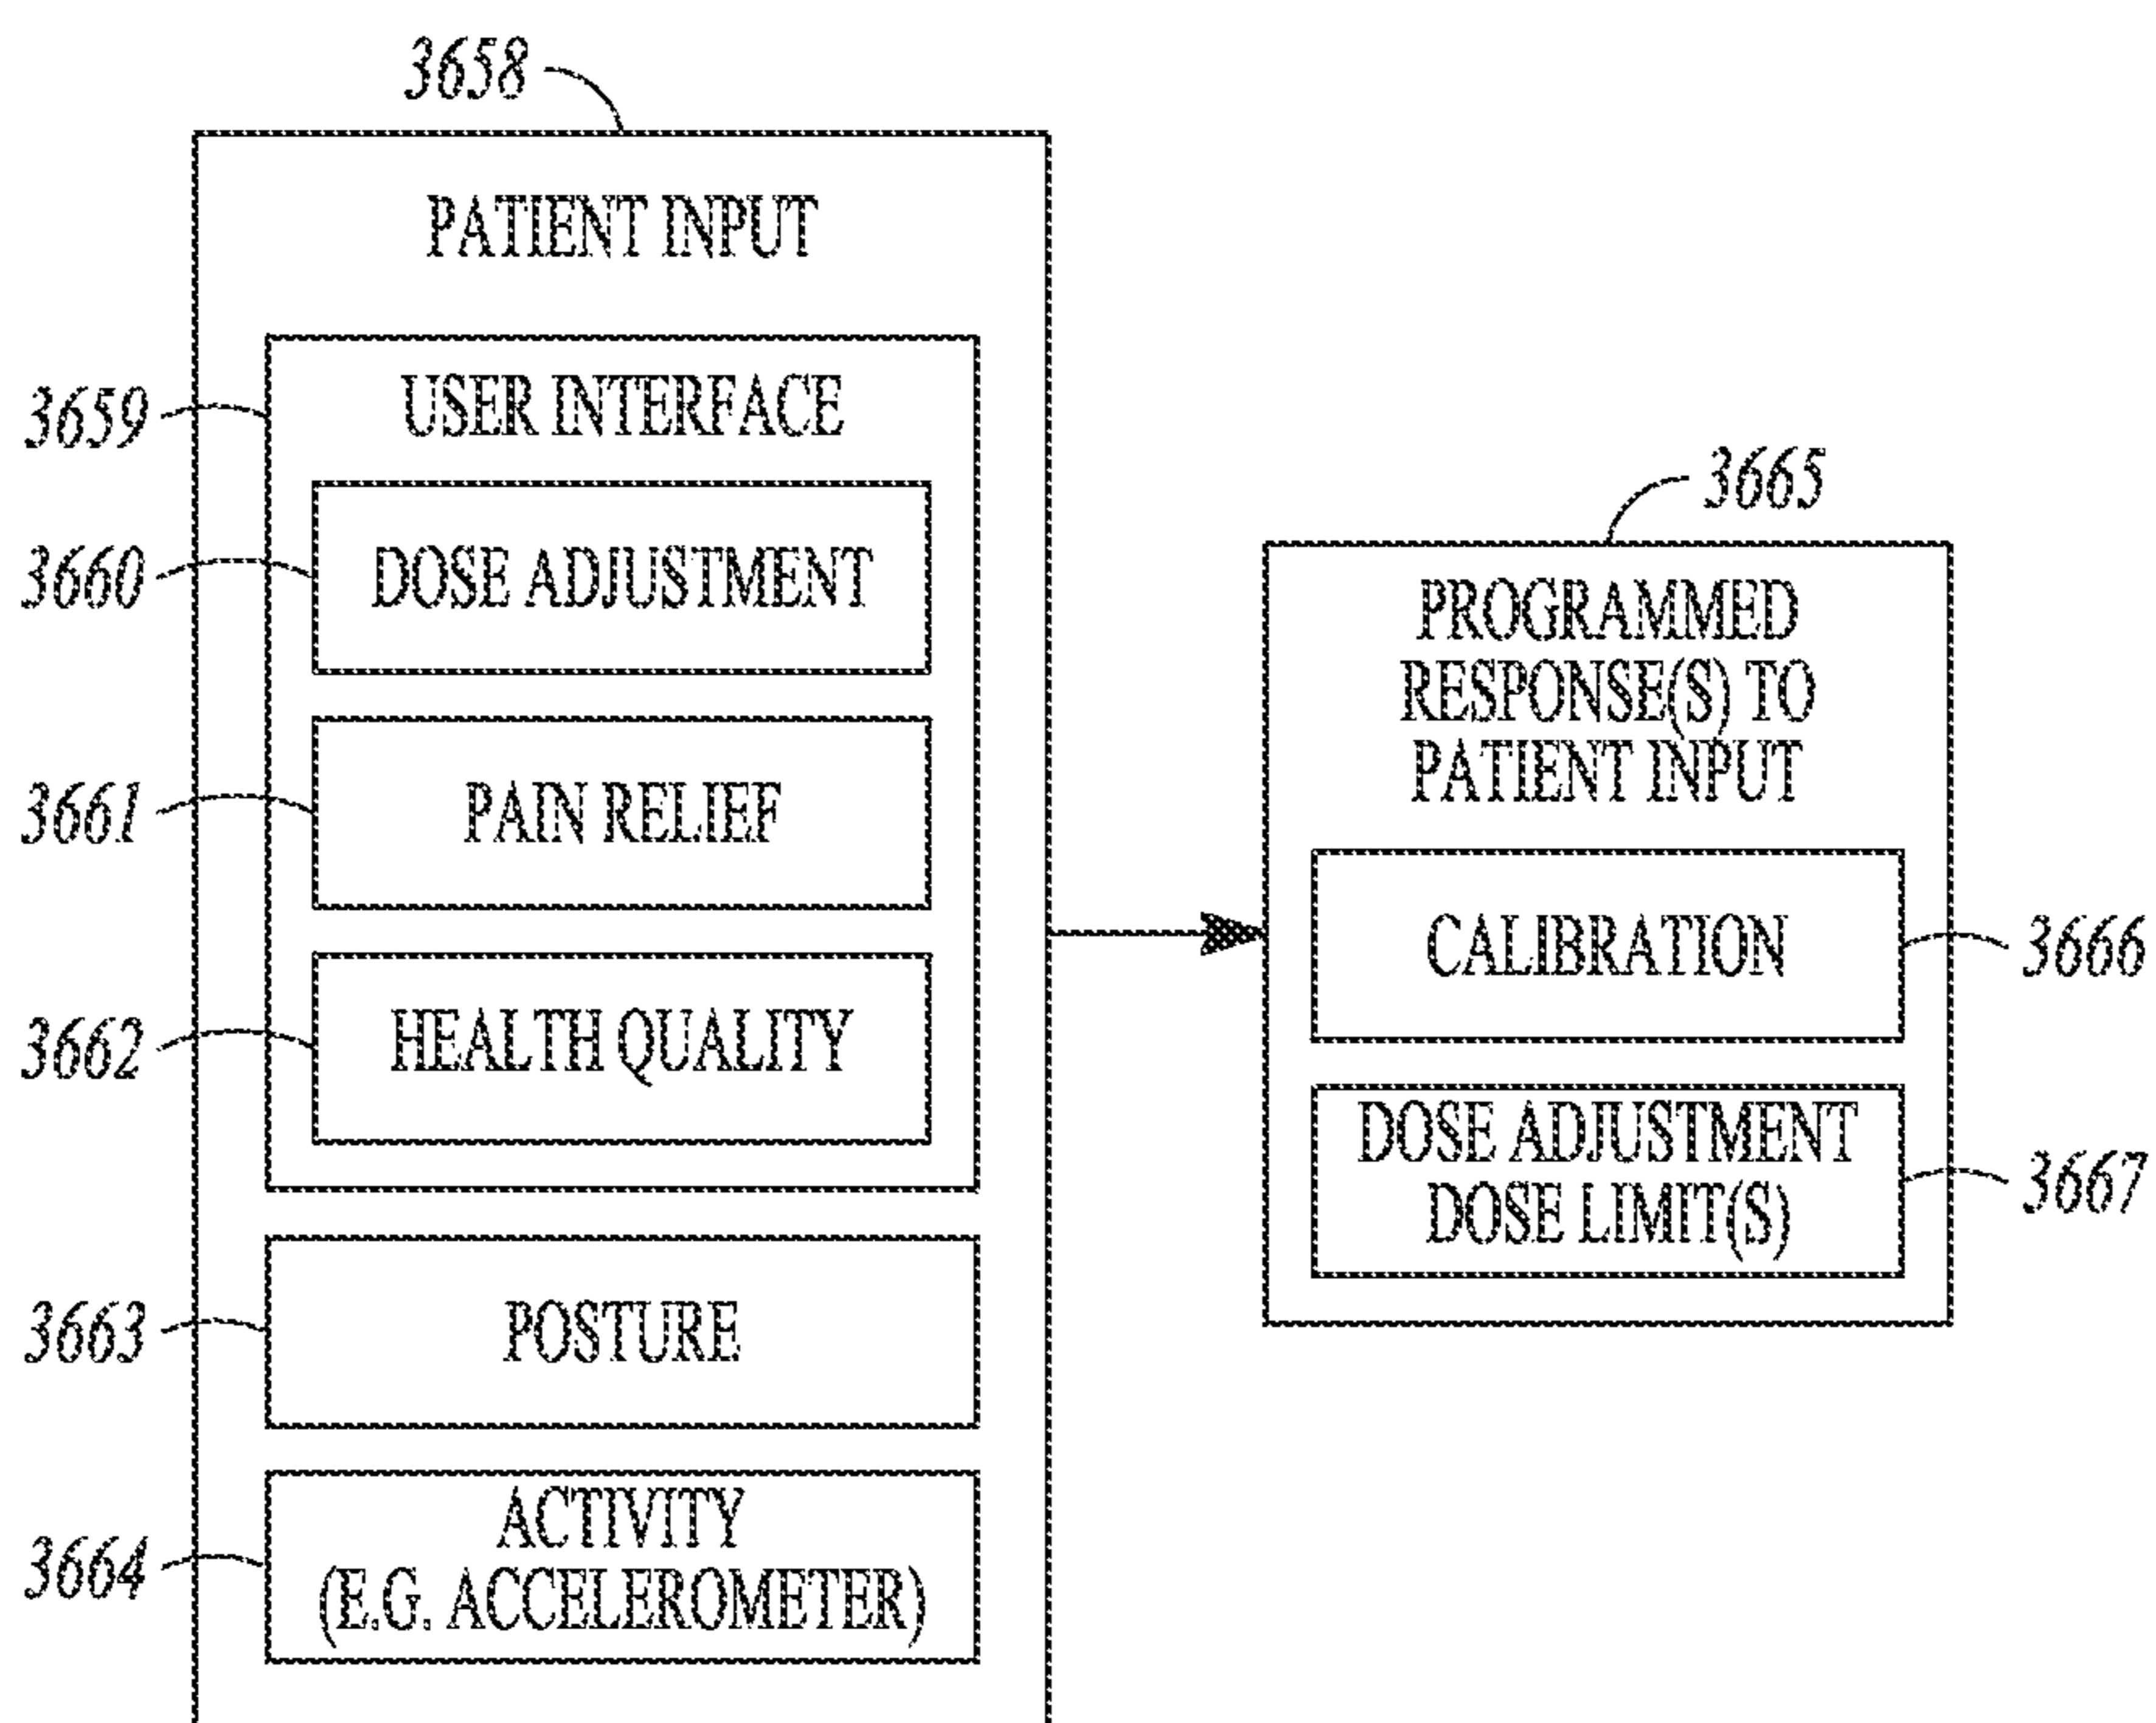 3658
PATIENT INPUT
3659
USER INTERFACE
3660
DOSE ADJUSTMENT
3661
PAIN RELIEF
3662
HEALTH QUALITY
3663
POSTURE
3664
ACTIVITY
(E.G. ACCELEROMETER)
3665
PROGRAMMED
RESPONSE(S) TO
PATIENT INPUT
CALIBRATION
3666
DOSE ADJUSTMENT
DOSE LIMIT(S)
3667